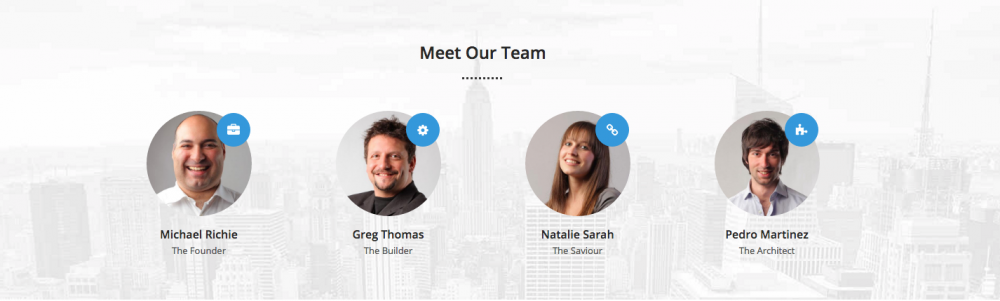 Meet Our Team
Michael Richie
Greg Thomas
Natalie Sarah
Pedro Martinez
The Founder
The Builder
The Saviour
The Architect